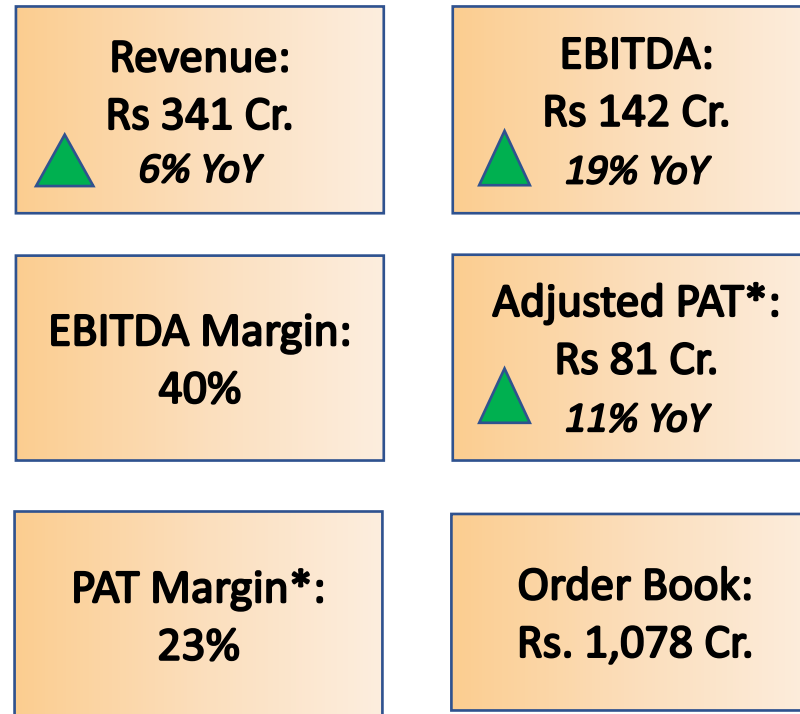 Revenue:
Rs 341 Cr.
6% YoY
EBITDA:
Rs 142 Cr.
19% YoY
EBITDA Margin:
40%
Adjusted PAT*:
Rs 81 Cr.
11% YoY
PAT Margin*:
23%
Order Book:
Rs. 1,078 Cr.